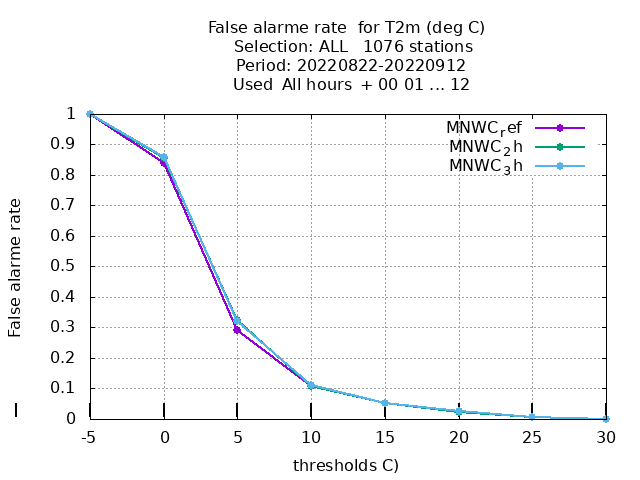 False alarme rate  for T2m (deg C)
Selection: ALL   1076 stations
Period: 20220822-20220912
Used  All hours  + 00 01 ... 12
MNWC_ref
MNWC_2h
MNWC_3h
False alarme rate
1
0.9
0.8
0.7
0.6
0.5
0.4
0.3
0.2
0.1
0
-5 0 5 10 15 20 25 30
thresholds C)